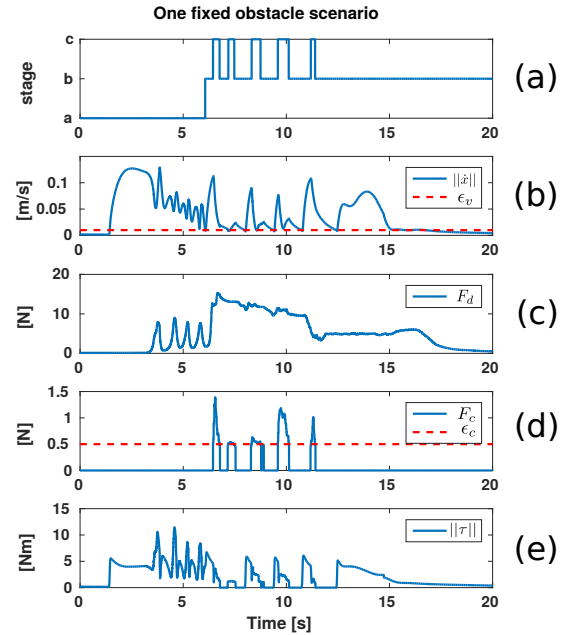 One fixed obstacle scenario
c
b
a
stage
0 5 10 15 20
(a)
0.1
0.05
0
[m/s]
||ẋ||
ϵ_v
0 5 10 15 20
(b)
20
10
0
[N]
F_d
0 5 10 15 20
(c)
1.5
1
0.5
0
[N]
F_c
ϵ_c
0 5 10 15 20
(d)
15
10
5
0
[Nm]
||τ||
0 5 10 15 20
(e)
Time [s]